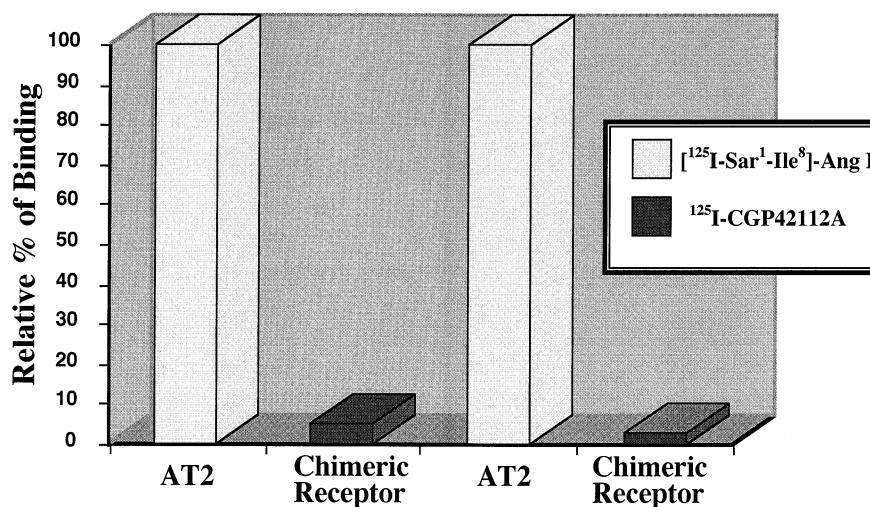 Relative % of Binding
100
90
80
70
60
50
40
30
20
10
0
AT2
Chimeric
Receptor
AT2
Chimeric
Receptor
[¹²⁵I-Sar¹-Ile⁸]-Ang
¹²⁵I-CGP42112A